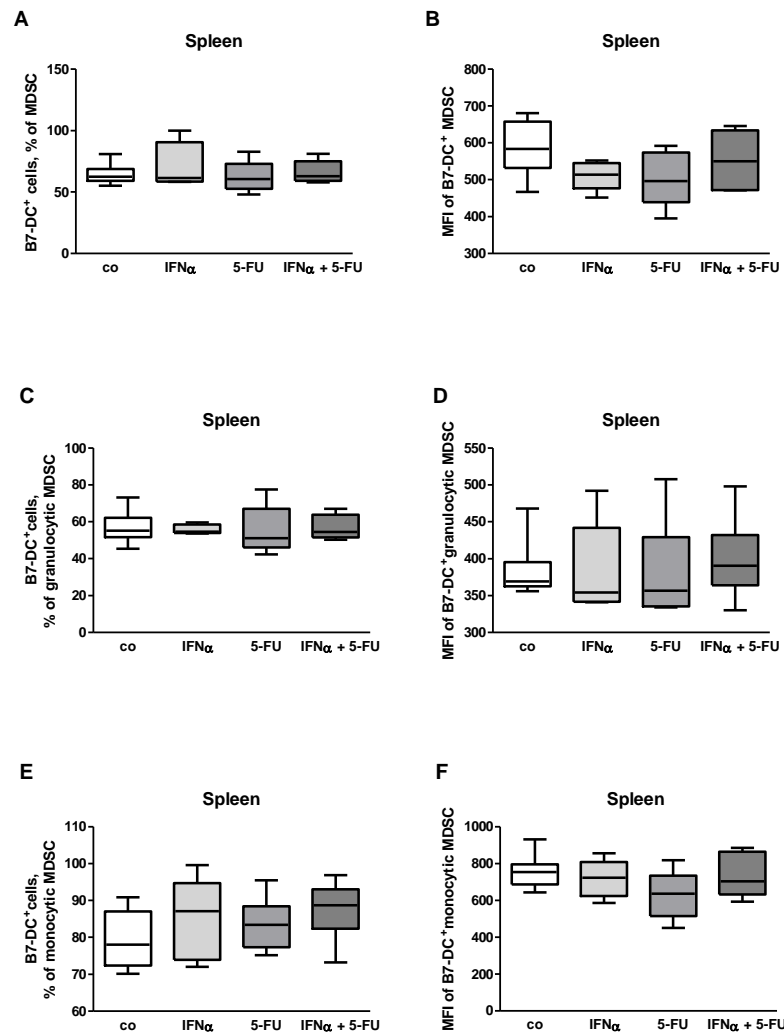 A
Spleen
B7-DC+ cells, % of MDSC
150
100
50
0
co IFNα 5-FU IFNα + 5-FU
B
Spleen
MFI of B7-DC+ MDSC
800
700
600
500
400
300
co IFNα 5-FU IFNα + 5-FU
C
Spleen
B7-DC+cells,
% of granulocytic MDSC
100
80
60
40
20
0
co IFNα 5-FU IFNα + 5-FU
D
Spleen
MFI of B7-DC+granulocytic MDSC
550
500
450
400
350
300
co IFNα 5-FU IFNα + 5-FU
E
Spleen
B7-DC+cells,
% of monocytic MDSC
110
100
90
80
70
60
co IFNα 5-FU IFNα + 5-FU
F
Spleen
MFI of B7-DC+monocytic MDSC
1000
800
600
400
200
0
co IFNα 5-FU IFNα + 5-FU